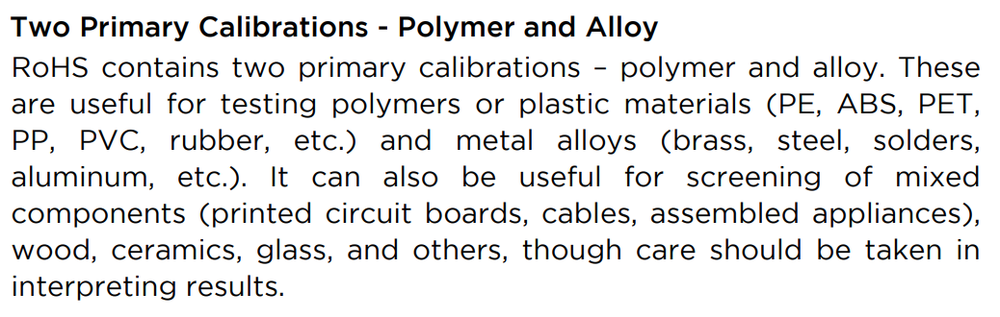 Two Primary Calibrations - Polymer and Alloy
RoHS contains two primary calibrations – polymer and alloy. These
are useful for testing polymers or plastic materials (PE, ABS, PET,
PP, PVC, rubber, etc.) and metal alloys (brass, steel, solders,
aluminum, etc.). It can also be useful for screening of mixed
components (printed circuit boards, cables, assembled appliances),
wood, ceramics, glass, and others, though care should be taken in
interpreting results.